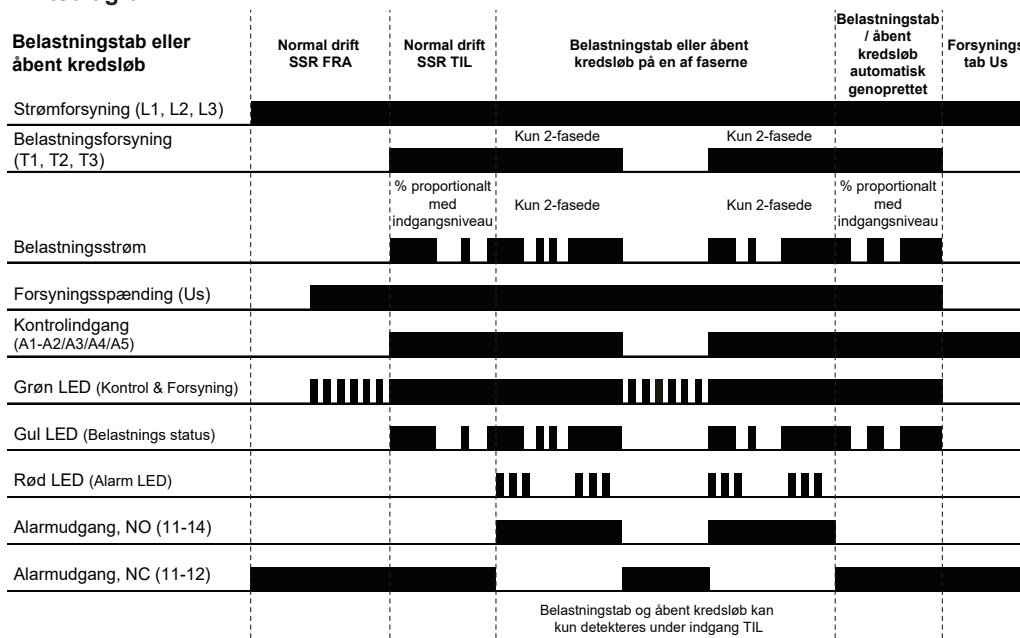 Belastningstab eller
åbent kredsløb
Normal drift
SSR FRA
Normal drift
SSR TIL
Belastningstab eller åbent
kredsløb på en af faserne
Belastningstab
/ åbent
kredsløb
automatisk
genoprettet
Forsynings
tab Us
Strømforsyning (L1, L2, L3)
Belastningsforsyning
(T1, T2, T3)
Kun 2-fasede
Kun 2-fasede
% proportionalt
med
indgangsniveau
Kun 2-fasede
Kun 2-fasede
% proportionalt
med
indgangsniveau
Belastningsstrøm
Forsyningsspænding (Us)
Kontrolindgang
(A1-A2/A3/A4/A5)
Grøn LED (Kontrol & Forsyning)
Gul LED (Belastnings status)
Rød LED (Alarm LED)
Alarmudgang, NO (11-14)
Alarmudgang, NC (11-12)
Belastningstab og åbent kredsløb kan
kun detekteres under indgang TIL